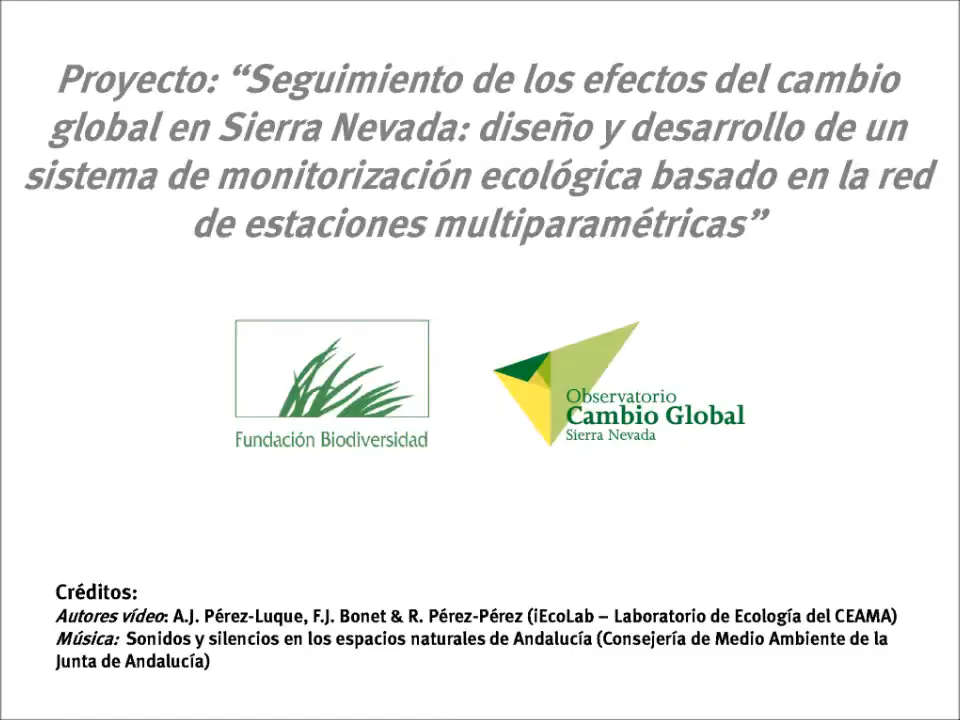 Proyecto: “Seguimiento de los efectos del cambio
global en Sierra Nevada: diseño y desarrollo de un
sistema de monitorización ecológica basado en la red
de estaciones multiparamétricas”
Fundación Biodiversidad
Observatorio
Cambio Global
Sierra Nevada
Créditos:
Autores vídeo: A.J. Pérez-Luque, F.J. Bonet & R. Pérez-Pérez (iEcoLab – Laboratorio de Ecología del CEAMA)
Música: Sonidos y silencios en los espacios naturales de Andalucía (Consejería de Medio Ambiente de la
Junta de Andalucía)